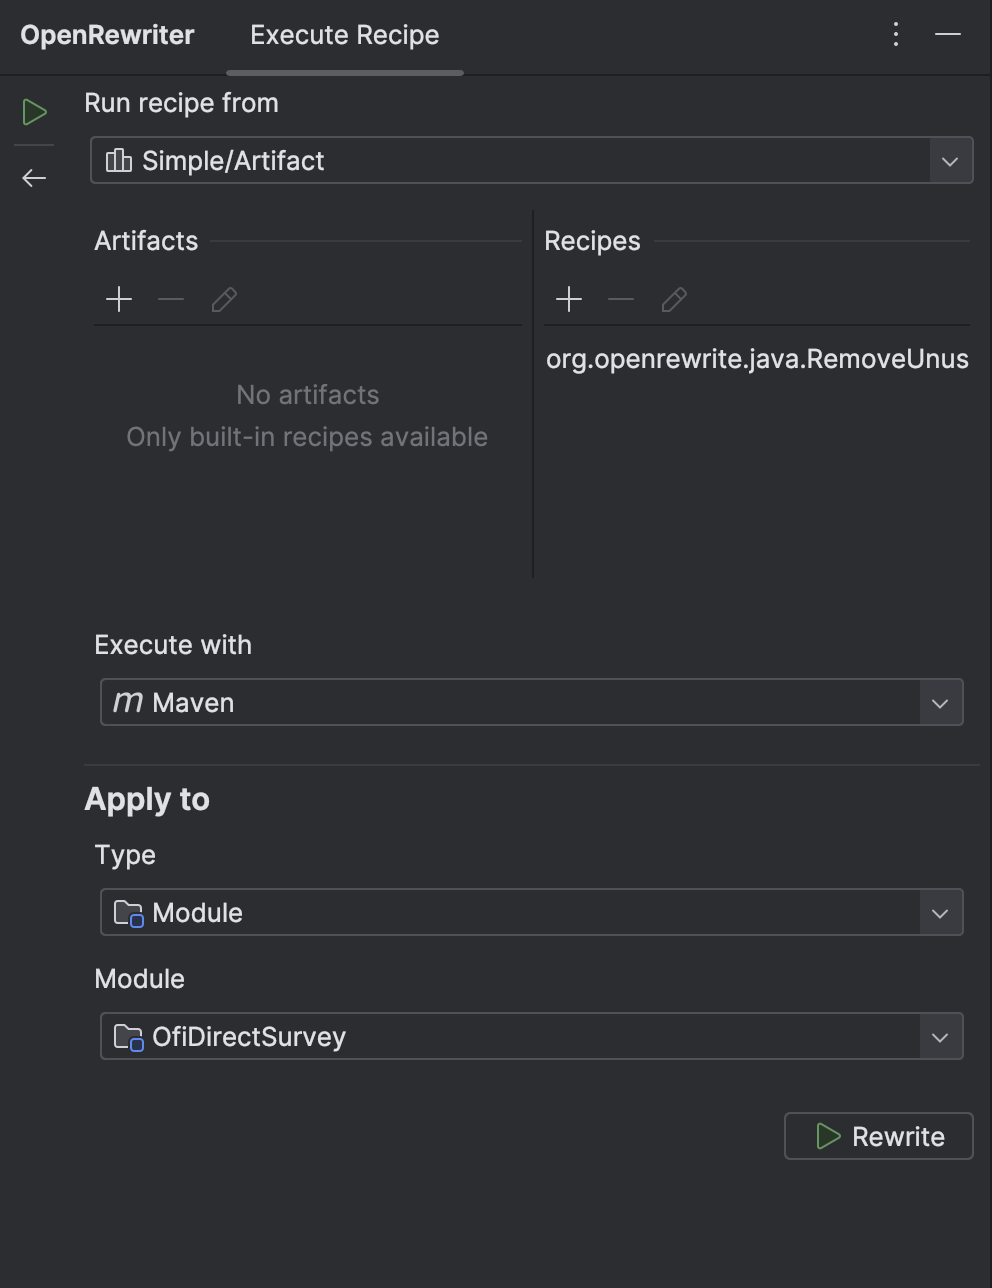 OpenRewriter Execute Recipe
Run recipe from
Simple/Artifact
Artifacts
No artifacts
Only built-in recipes available
Recipes
org.openrewrite.java.RemoveUnus
Execute with
m Maven
Apply to
Type
Module
Module
OfiDirectSurvey
Rewrite